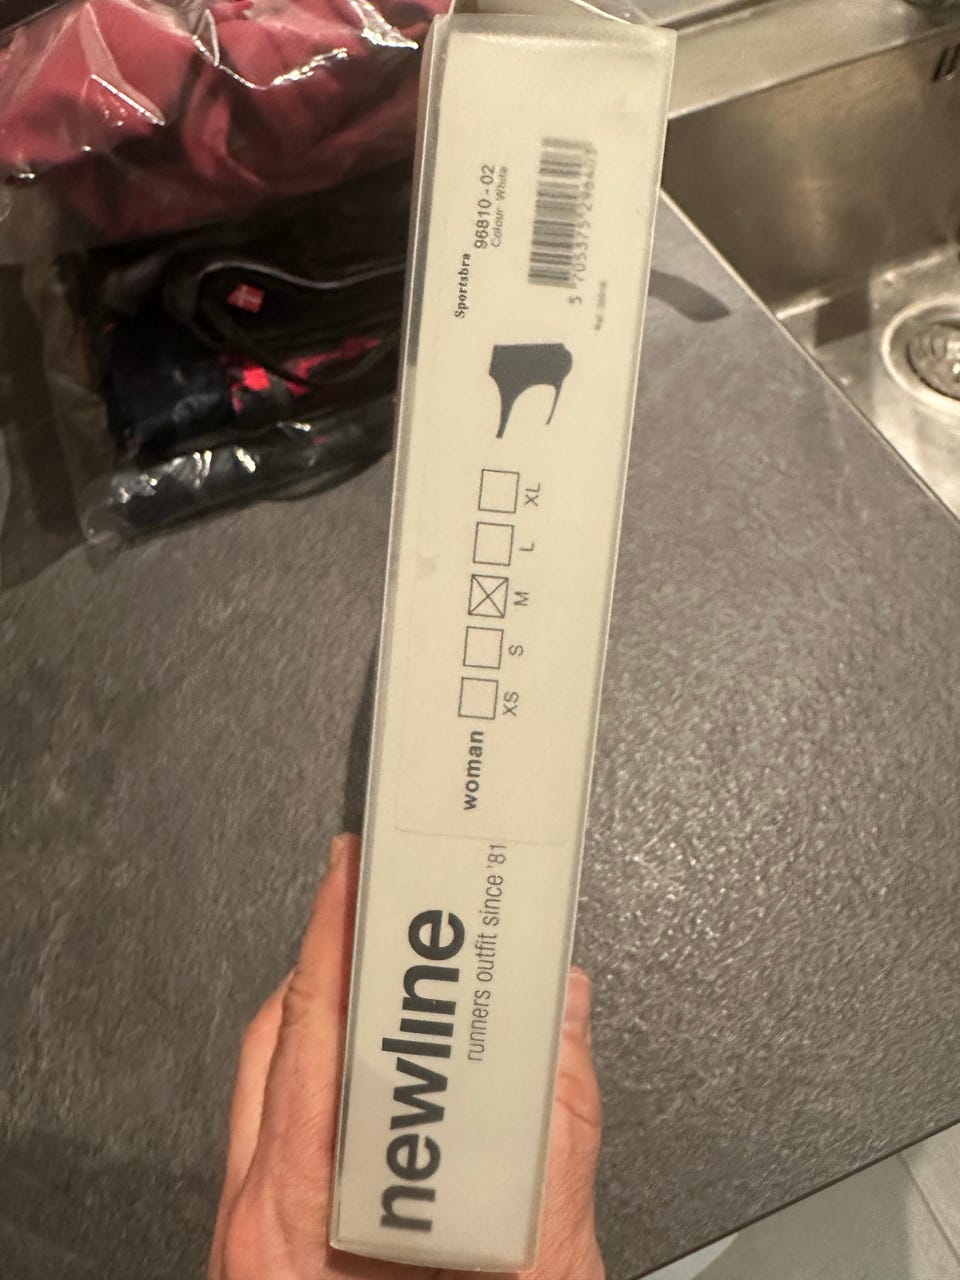 newline
runners outfit since '81
woman
XS S M L XL
Sportsbra
96810-02
Colour White